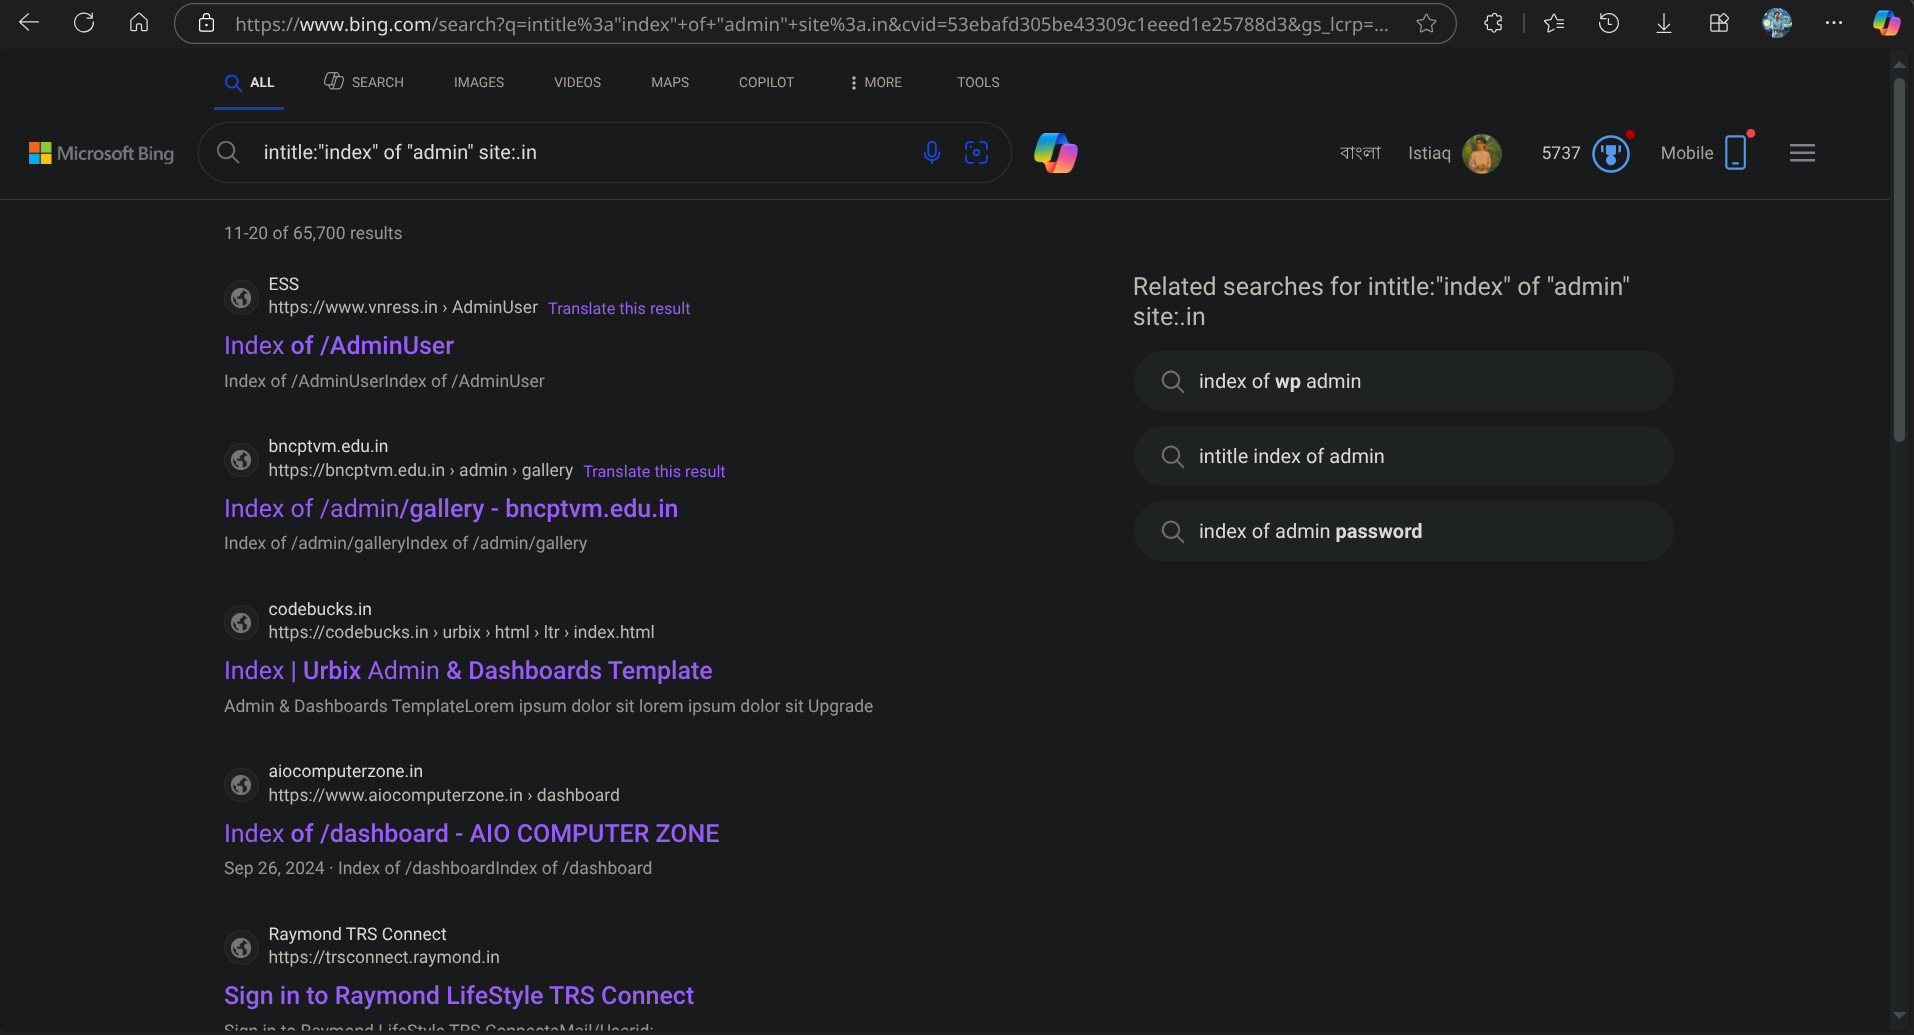 https://www.bing.com/search?q=intitle%3a"index"+of+"admin"+site%3a.in&cvid=53ebafd305be43309c1eeed1e25788d3&gs_lcrp=...
ALL
SEARCH
IMAGES
VIDEOS
MAPS
COPILOT
MORE
TOOLS
Microsoft Bing
intitle:"index" of "admin" site:.in
বাংলা
Istiaq
5737
Mobile
11-20 of 65,700 results
ESS
https://www.vnress.in › AdminUser Translate this result
Index of /AdminUser
Index of /AdminUserIndex of /AdminUser
bncptvm.edu.in
https://bncptvm.edu.in › admin › gallery Translate this result
Index of /admin/gallery - bncptvm.edu.in
Index of /admin/galleryIndex of /admin/gallery
codebucks.in
https://codebucks.in › urbix › html › ltr › index.html
Index | Urbix Admin & Dashboards Template
Admin & Dashboards TemplateLorem ipsum dolor sit lorem ipsum dolor sit Upgrade
aiocomputerzone.in
https://www.aiocomputerzone.in › dashboard
Index of /dashboard - AIO COMPUTER ZONE
Sep 26, 2024 · Index of /dashboardIndex of /dashboard
Raymond TRS Connect
https://trsconnect.raymond.in
Sign in to Raymond LifeStyle TRS Connect
Sign in to Raymond LifeStyle TRS ConnecteMail/Userid:
Related searches for intitle:"index" of "admin"
site:.in
index of wp admin
intitle index of admin
index of admin password